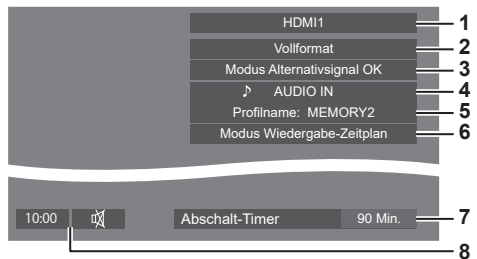 HDMI1 1
Vollformat 2
Modus Alternativsignal OK 3
♪ AUDIO IN 4
Profilname: MEMORY2 5
Modus Wiedergabe-Zeitplan 6
10:00 Abschalt-Timer 90 Min. 7
8